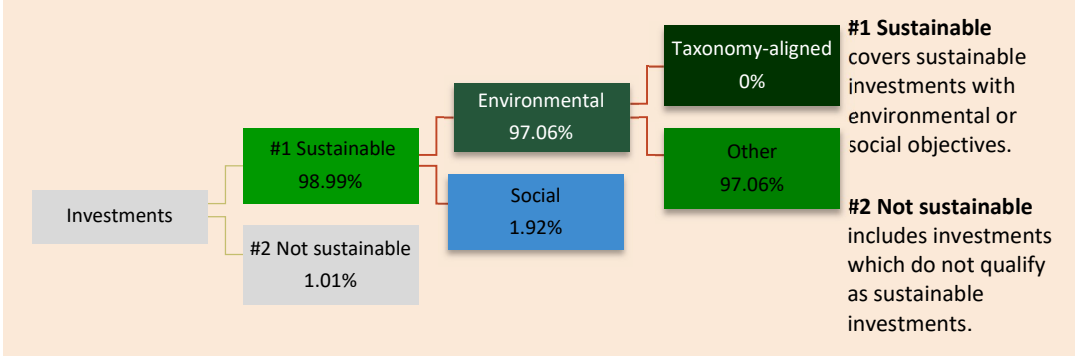 Investments
#1 Sustainable
98.99%
#2 Not sustainable
1.01%
Environmental
97.06%
Social
1.92%
Taxonomy-aligned
0%
Other
97.06%
#1 Sustainable
covers sustainable
investments with
environmental or
social objectives.
#2 Not sustainable
includes investments
which do not qualify
as sustainable
investments.